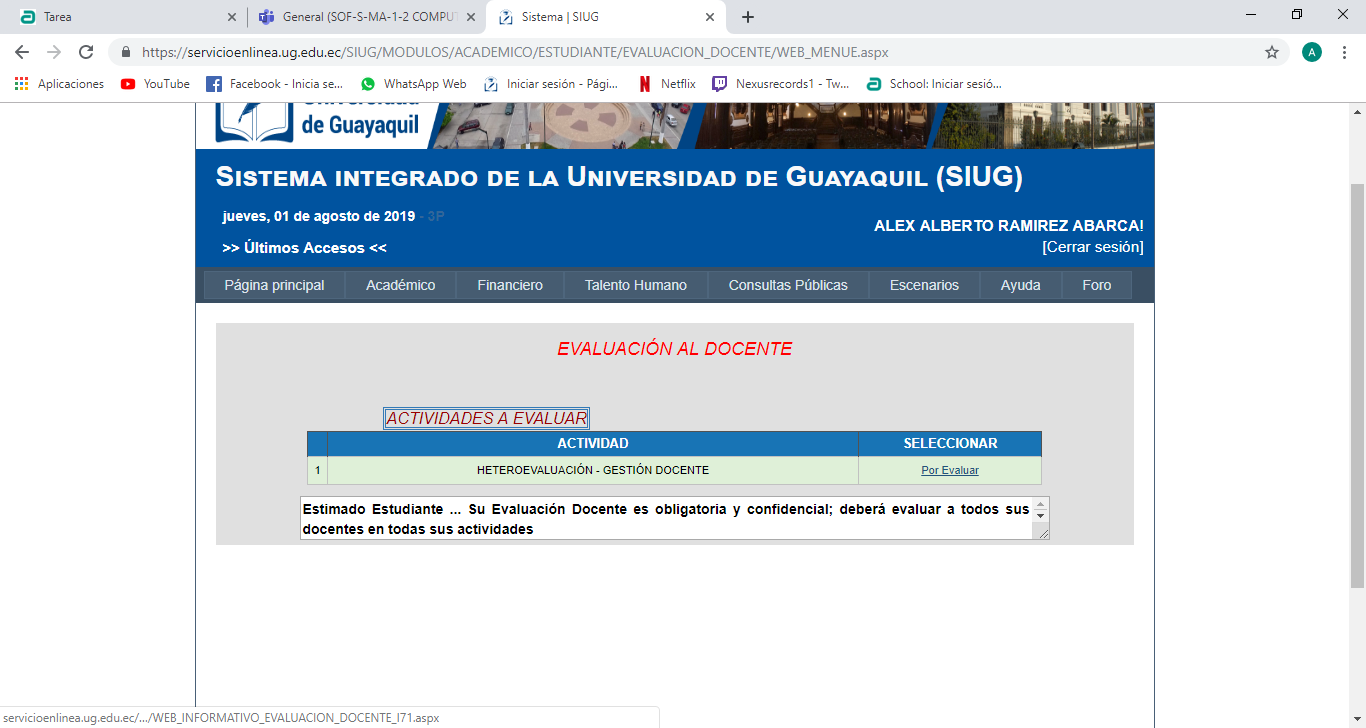 Tarea
General (SOF-S-MA-1-2 COMPUT
Sistema | SIUG
https://servicioenlinea.ug.edu.ec/SIUG/MODULOS/ACADEMICO/ESTUDIANTE/EVALUACION_DOCENTE/WEB_MENUE.aspx
A
Aplicaciones
YouTube
Facebook - Inicia se...
WhatsApp Web
Iniciar sesión - Pági...
Netflix
Nexusrecords1 - Tw...
School: Iniciar sesió...
Universidad
de Guayaquil
SISTEMA INTEGRADO DE LA UNIVERSIDAD DE GUAYAQUIL (SIUG)
jueves, 01 de agosto de 2019 - 3P
ALEX ALBERTO RAMIREZ ABARCA!
>> Últimos Accesos <<
[Cerrar sesión]
Página principal
Académico
Financiero
Talento Humano
Consultas Públicas
Escenarios
Ayuda
Foro
EVALUACIÓN AL DOCENTE
ACTIVIDADES A EVALUAR
ACTIVIDAD SELECCIONAR
1 HETEROEVALUACIÓN - GESTIÓN DOCENTE Por Evaluar
Estimado Estudiante ... Su Evaluación Docente es obligatoria y confidencial; deberá evaluar a todos sus
docentes en todas sus actividades
servicioenlinea.ug.edu.ec/.../WEB_INFORMATIVO_EVALUACION_DOCENTE_I71.aspx